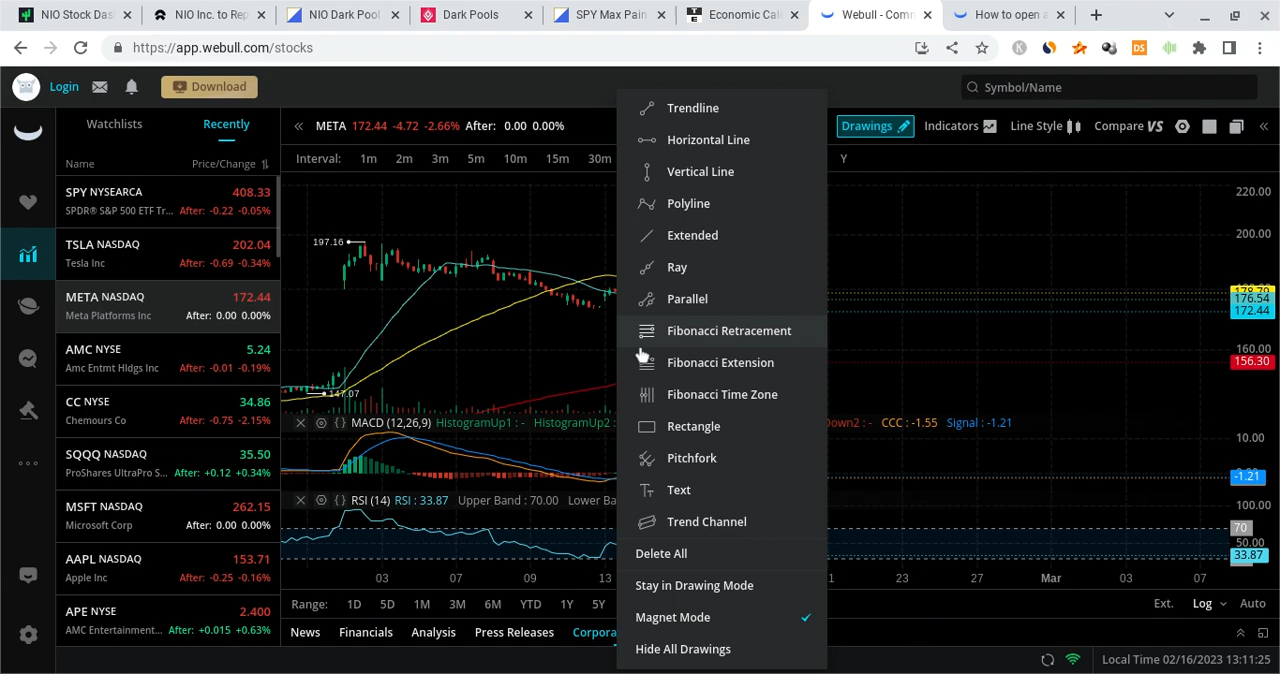 NIO Stock Das
NIO Inc. to Rep
NIO Dark Pool
Dark Pools
SPY Max Pain
Economic Cal
Webull - Com
How to open a
https://app.webull.com/stocks
Login
Download
Symbol/Name
Watchlists
Recently
Name Price/Change
SPY NYSEARCA 408.33
SPDR® S&P 500 ETF Tr... After: -0.22 -0.05%
TSLA NASDAQ 202.04
Tesla Inc After: -0.69 -0.34%
META NASDAQ 172.44
Meta Platforms Inc After: 0.00 0.00%
AMC NYSE 5.24
Amc Entmt Hldgs Inc After: -0.01 -0.19%
CC NYSE 34.86
Chemours Co After: -0.75 -2.15%
SQQQ NASDAQ 35.50
ProShares UltraPro S... After: +0.12 +0.34%
MSFT NASDAQ 262.15
Microsoft Corp After: 0.00 0.00%
AAPL NASDAQ 153.71
Apple Inc After: -0.25 -0.16%
APE NYSE 2.400
AMC Entertainment... After: +0.015 +0.63%
META 172.44 -4.72 -2.66% After: 0.00 0.00%
Drawings
Indicators
Line Style
Compare VS
Interval: 1m 2m 3m 5m 10m 15m 30m
Y
Trendline
Horizontal Line
Vertical Line
Polyline
Extended
Ray
Parallel
Fibonacci Retracement
Fibonacci Extension
Fibonacci Time Zone
Rectangle
Pitchfork
Text
Trend Channel
Delete All
Stay in Drawing Mode
Magnet Mode
Hide All Drawings
197.16
147.07
220.00
200.00
178.79
176.54
172.44
160.00
156.30
MACD (12,26,9) HistogramUp1 : - HistogramUp2 :
Down2 : - CCC : -1.55 Signal : -1.21
10.00
-1.21
RSI (14) RSI : 33.87 Upper Band : 70.00 Lower Ba
100.00
70
50.00
33.87
03 07 09 13
1 23 27 Mar 03 07
Range: 1D 5D 1M 3M 6M YTD 1Y 5Y
Ext. Log Auto
News Financials Analysis Press Releases Corpora
Local Time 02/16/2023 13:11:25